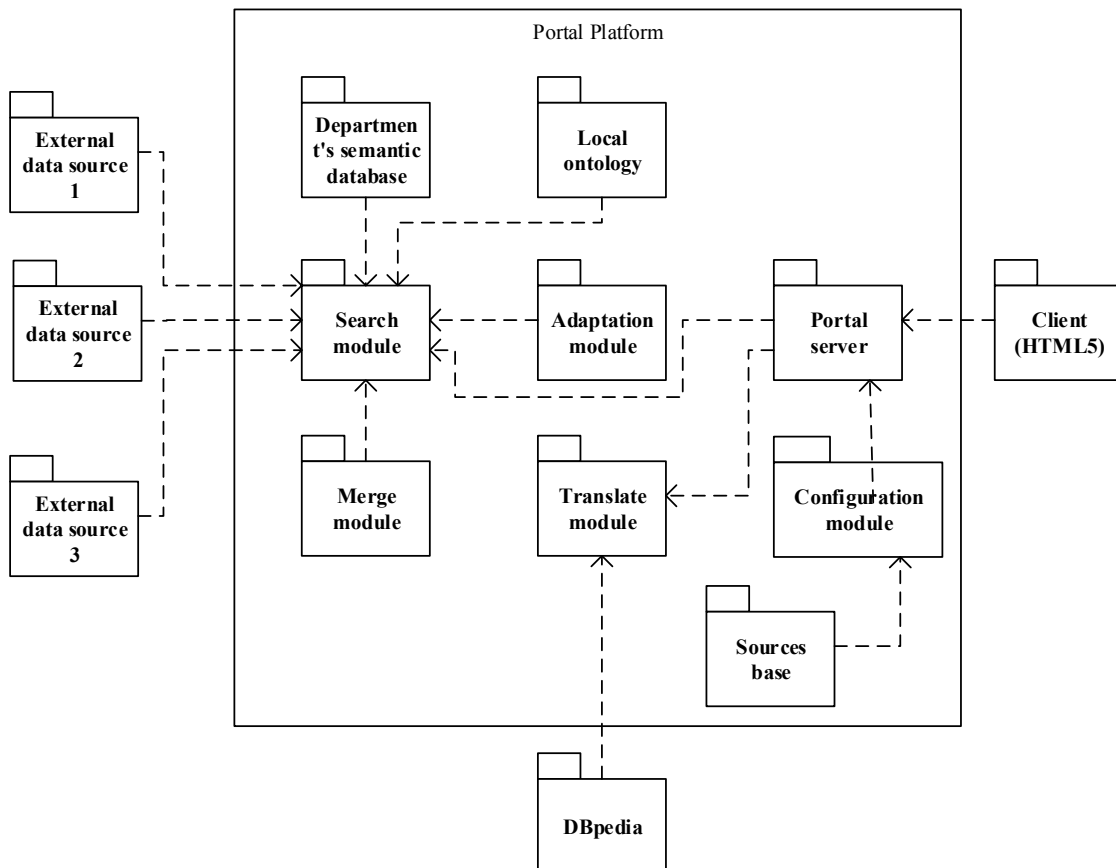 Portal Platform
External
data source
1
Departmen
t's semantic
database
Local
ontology
External
data source
2
Search
module
Adaptation
module
Portal
server
Client
(HTML5)
External
data source
3
Merge
module
Translate
module
Configuration
module
Sources
base
DBpedia